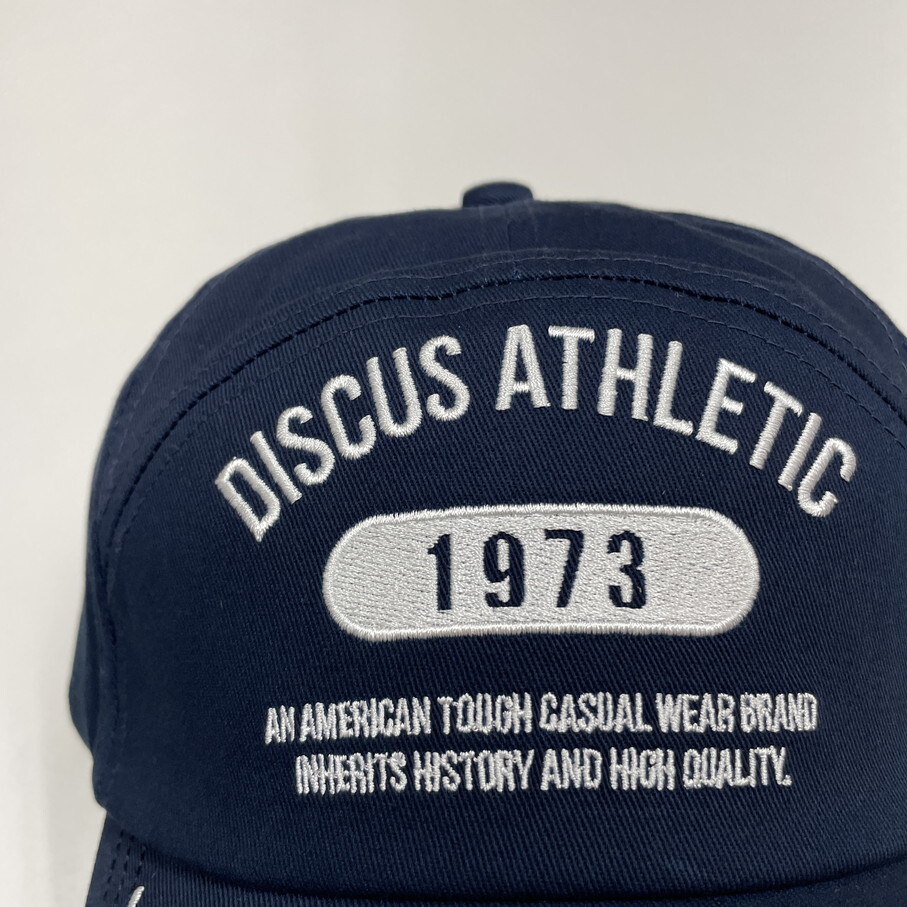 DISCUS ATHLETIC
1973
AN AMERICAN TOUGH CASUAL WEAR BRAND
INHERITS HISTORY AND HIGH QUALITY.